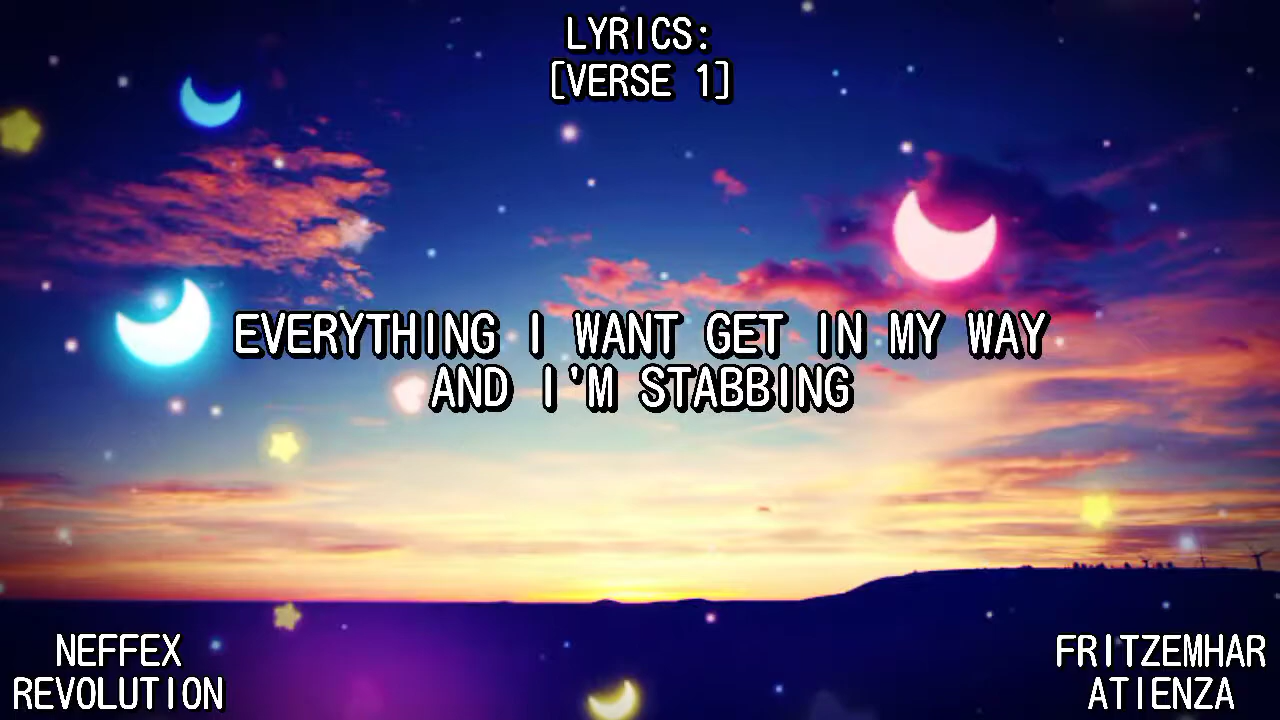 LYRICS:
[VERSE 1]
EVERYTHING I WANT GET IN MY WAY
AND I'M STABBING
NEFFEX
REVOLUTION
FRITZEMHAR
ATIENZA